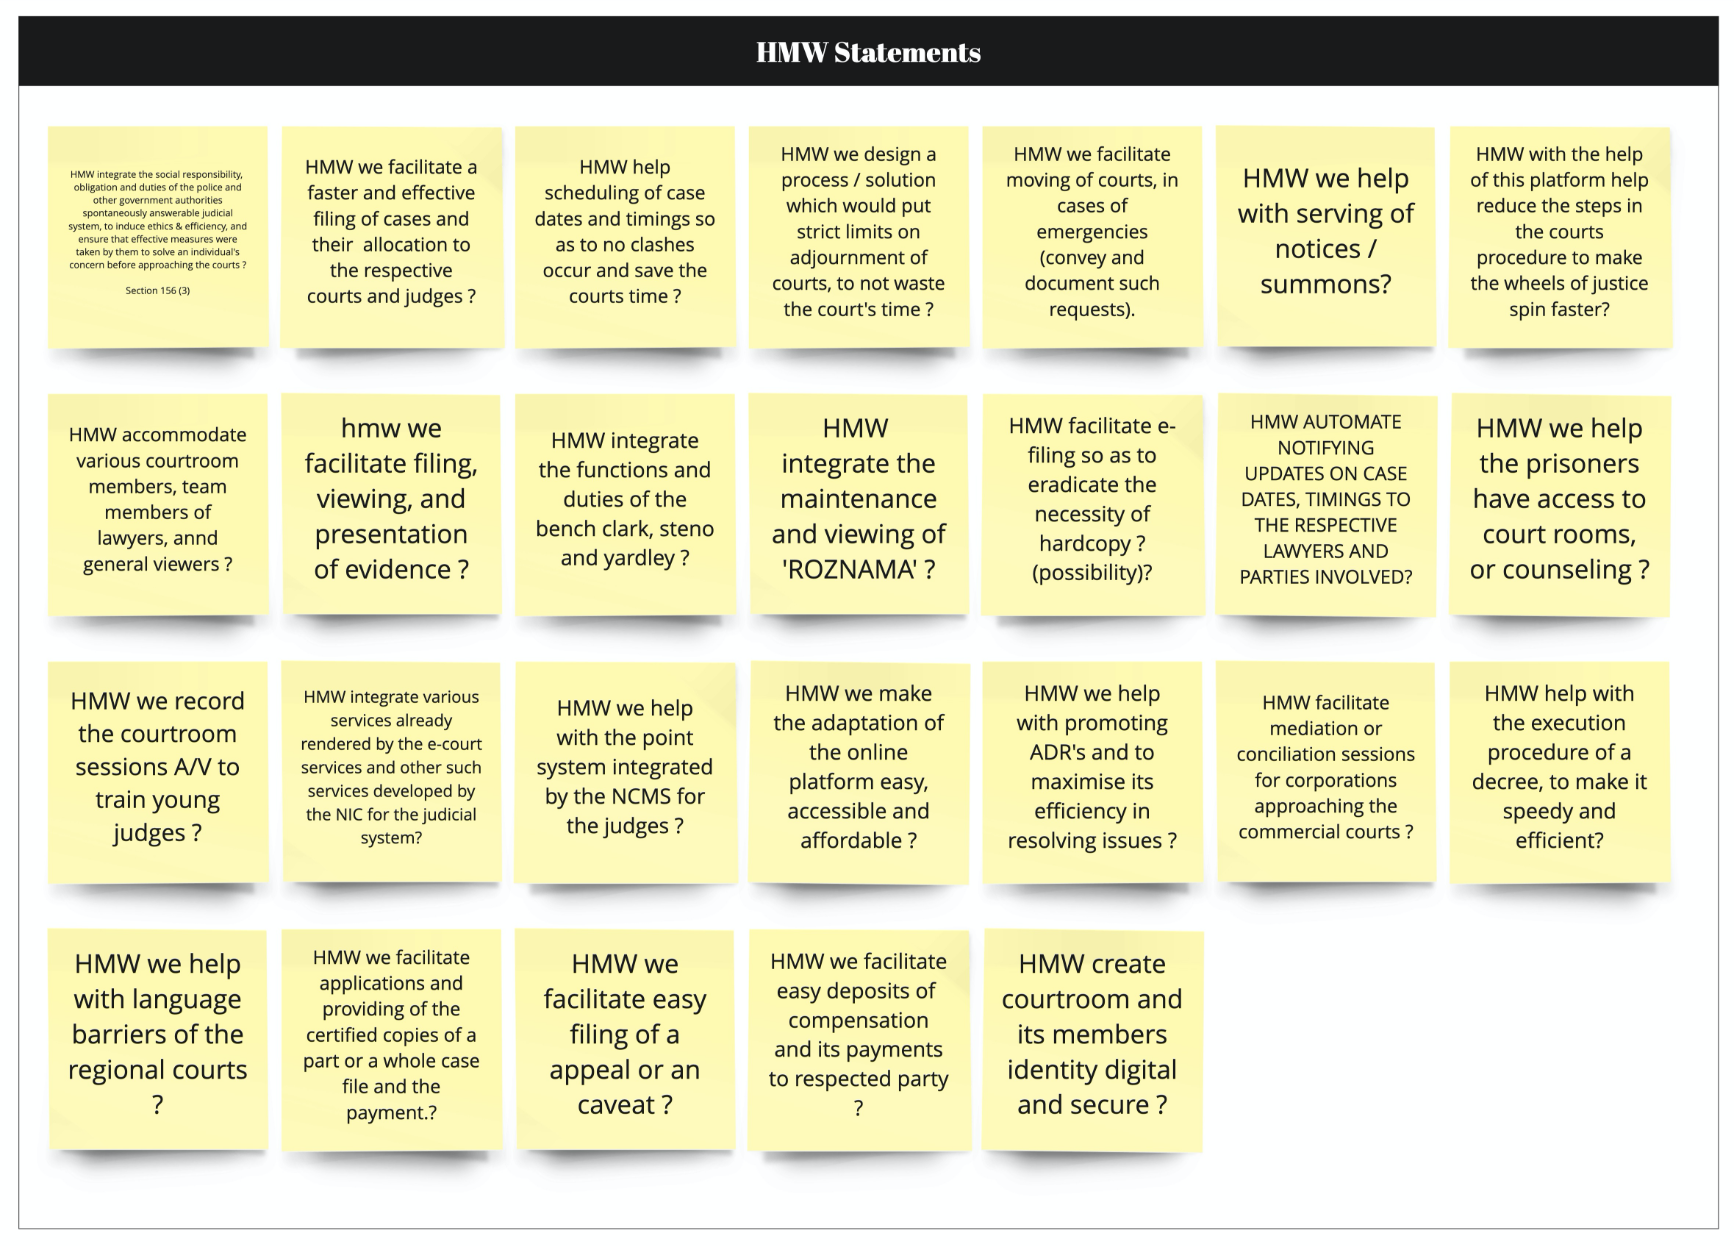 HMW Statements
HMW integrate the social responsibility,
obligation and duties of the police and
other government authorities
spontaneously answerable judicial
system, to induce ethics & efficiency, and
ensure that effective measures were
taken by them to solve an individual's
concern before approaching the courts ?
Section 156 (3)
HMW we facilitate a
faster and effective
filing of cases and
their allocation to
the respective
courts and judges ?
HMW help
scheduling of case
dates and timings so
as to no clashes
occur and save the
courts time ?
HMW we design a
process / solution
which would put
strict limits on
adjournment of
courts, to not waste
the court's time ?
HMW we facilitate
moving of courts, in
cases of
emergencies
(convey and
document such
requests).
HMW we help
with serving of
notices /
summons?
HMW with the help
of this platform help
reduce the steps in
the courts
procedure to make
the wheels of justice
spin faster?
HMW accommodate
various courtroom
members, team
members of
lawyers, annd
general viewers ?
hmw we
facilitate filing,
viewing, and
presentation
of evidence ?
HMW integrate
the functions and
duties of the
bench clark, steno
and yardley ?
HMW
integrate the
maintenance
and viewing of
'ROZNAMA' ?
HMW facilitate e-
filing so as to
eradicate the
necessity of
hardcopy ?
(possibility)?
HMW AUTOMATE
NOTIFYING
UPDATES ON CASE
DATES, TIMINGS TO
THE RESPECTIVE
LAWYERS AND
PARTIES INVOLVED?
HMW we help
the prisoners
have access to
court rooms,
or counseling ?
HMW we record
the courtroom
sessions A/V to
train young
judges ?
HMW integrate various
services already
rendered by the e-court
services and other such
services developed by
the NIC for the judicial
system?
HMW we help
with the point
system integrated
by the NCMS for
the judges ?
HMW we make
the adaptation of
the online
platform easy,
accessible and
affordable ?
HMW we help
with promoting
ADR's and to
maximise its
efficiency in
resolving issues ?
HMW facilitate
mediation or
conciliation sessions
for corporations
approaching the
commercial courts ?
HMW help with
the execution
procedure of a
decree, to make it
speedy and
efficient?
HMW we help
with language
barriers of the
regional courts
?
HMW we facilitate
applications and
providing of the
certified copies of a
part or a whole case
file and the
payment.?
HMW we
facilitate easy
filing of a
appeal or an
caveat ?
HMW we facilitate
easy deposits of
compensation
and its payments
to respected party
?
HMW create
courtroom and
its members
identity digital
and secure ?